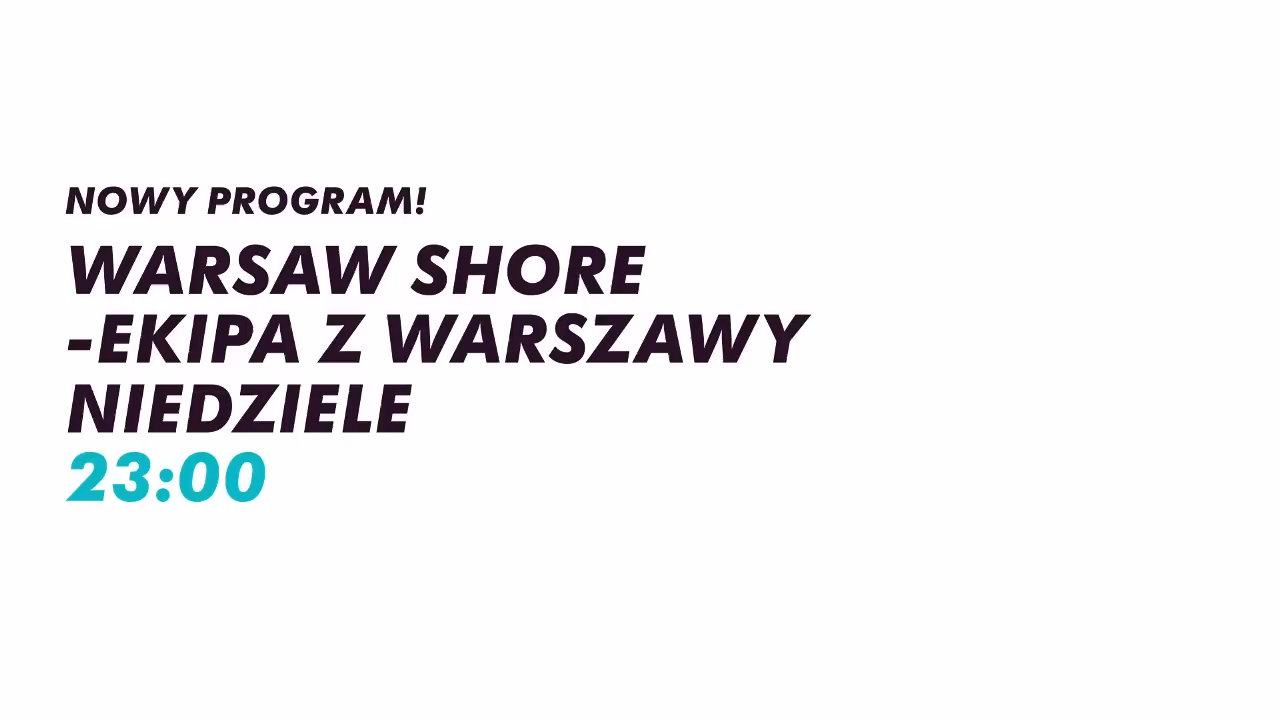 NOWY PROGRAM!
WARSAW SHORE
-EKIPA Z WARSZAWY
NIEDZIELE
23:00